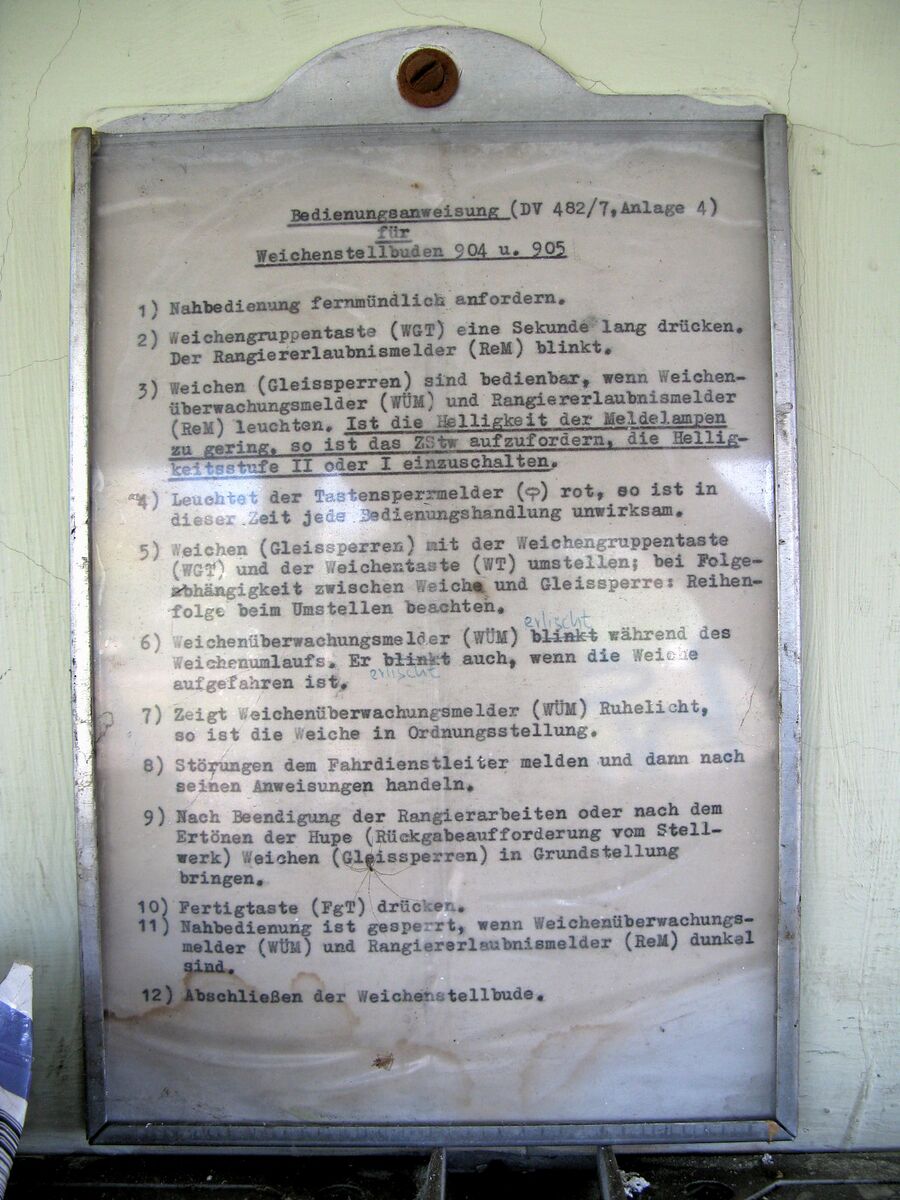 Bedienungsanweisung (DV 482/7, Anlage 4)
für
Weichenstellbuden 904 u. 905
1) Nahbedienung fernmündlich anfordern.
2) Weichengruppentaste (WGT) eine Sekunde lang drücken.
Der Rangiererlaubnismelder (ReM) blinkt.
3) Weichen (Gleissperren) sind bedienbar, wenn Weichen-
überwachungsmelder (WÜM) und Rangiererlaubnismelder
(ReM) leuchten. Ist die Helligkeit der Meldelampen
zu gering, so ist das ZStw aufzufordern, die Hellig-
keitsstufe II oder I einzuschalten.
4) Leuchtet der Tastensperrmelder () rot, so ist in
dieser Zeit jede Bedienungshandlung unwirksam.
5) Weichen (Gleissperren) mit der Weichengruppentaste
(WGT) und der Weichentaste (WT) umstellen; bei Folge-
abhängigkeit zwischen Weiche und Gleissperre: Reihen-
folge beim Umstellen beachten.
erlischt
6) Weichenüberwachungsmelder (WÜM) blinkt während des
Weichenumlaufs. Er blinkt auch, wenn die Weiche
erlischt
aufgefahren ist.
7) Zeigt Weichenüberwachungsmelder (WÜM) Ruhelicht,
so ist die Weiche in Ordnungsstellung.
8) Störungen dem Fahrdienstleiter melden und dann nach
seinen Anweisungen handeln.
9) Nach Beendigung der Rangierarbeiten oder nach dem
Ertönen der Hupe (Rückgabeaufforderung vom Stell-
werk) Weichen (Gleissperren) in Grundstellung
bringen.
10) Fertigtaste (FgT) drücken.
11) Nahbedienung ist gesperrt, wenn Weichenüberwachungs-
melder (WÜM) und Rangiererlaubnismelder (ReM) dunkel
sind.
12) Abschließen der Weichenstellbude.